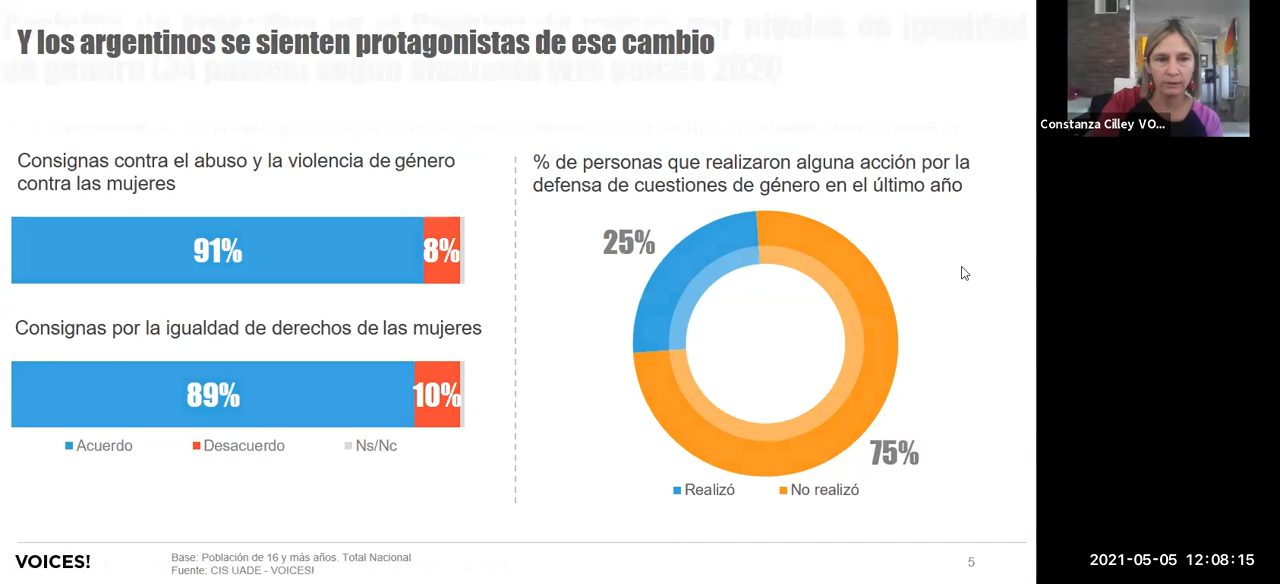 Y los argentinos se sienten protagonistas de ese cambio
Consignas contra el abuso y la violencia de género
contra las mujeres
91%
8%
Consignas por la igualdad de derechos de las mujeres
89%
10%
Acuerdo
Desacuerdo
Ns/Nc
% de personas que realizaron alguna acción por la
defensa de cuestiones de género en el último año
25%
75%
Realizó
No realizó
VOICES!
Base: Población de 16 y más años. Total Nacional
Fuente: CIS UADE - VOICES!
5
Constanza Cilley VO...
2021-05-05 12:08:15